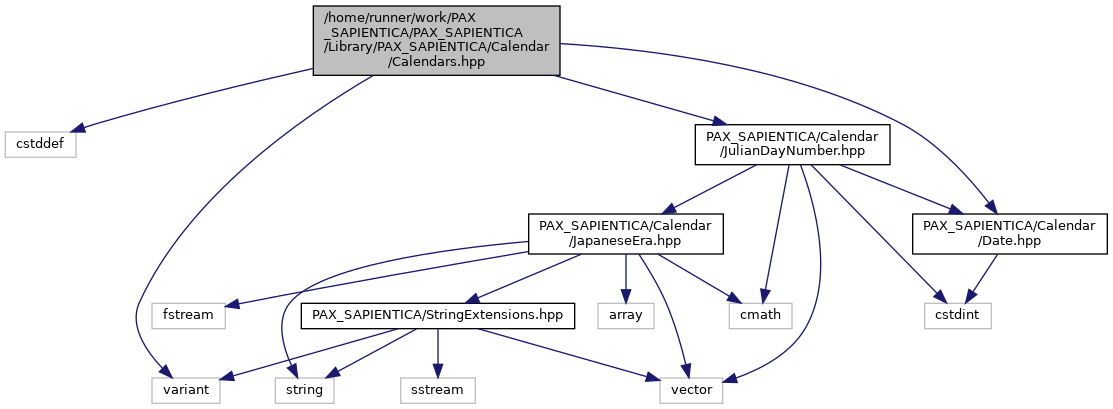 /home/runner/work/PAX
_SAPIENTICA/PAX_SAPIENTICA
/Library/PAX_SAPIENTICA/Calendar
/Calendars.hpp
cstddef
PAX_SAPIENTICA/Calendar
/JulianDayNumber.hpp
PAX_SAPIENTICA/Calendar
/JapaneseEra.hpp
PAX_SAPIENTICA/Calendar
/Date.hpp
fstream
PAX_SAPIENTICA/StringExtensions.hpp
array
cmath
cstdint
variant
string
sstream
vector